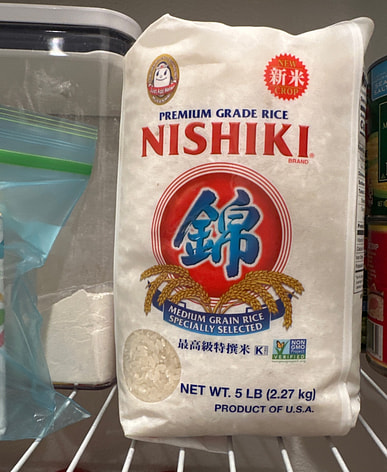 NEW
新米
CROP
PREMIUM GRADE RICE
NISHIKI
BRAND
®
錦
MEDIUM GRAIN RICE
SPECIALLY SELECTED
最高級特撰米
K
NON
GMO
VERIFIED
NET WT. 5 LB (2.27 kg)
PRODUCT OF U.S.A.